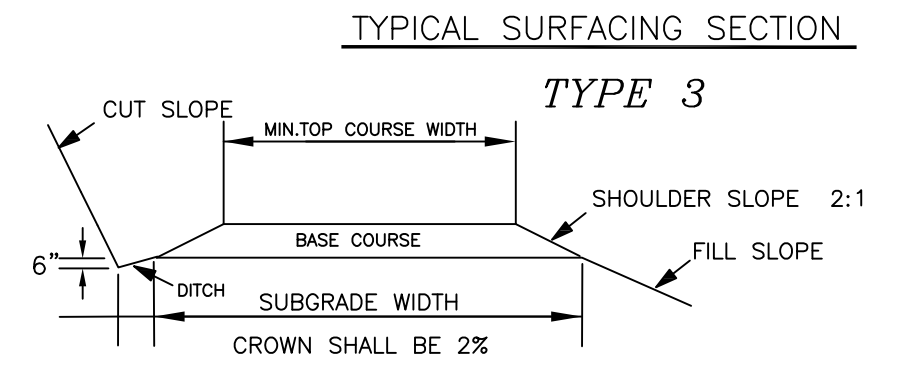 TYPICAL SURFACING SECTION
TYPE 3
CUT SLOPE
MIN.TOP COURSE WIDTH
SHOULDER SLOPE 2:1
BASE COURSE
FILL SLOPE
6"
DITCH
SUBGRADE WIDTH
CROWN SHALL BE 2%